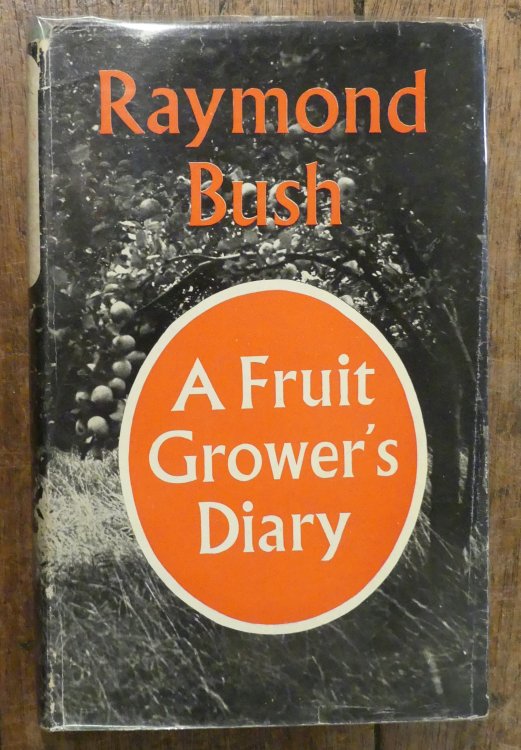 Raymond
Bush
A Fruit
Grower's
Diary